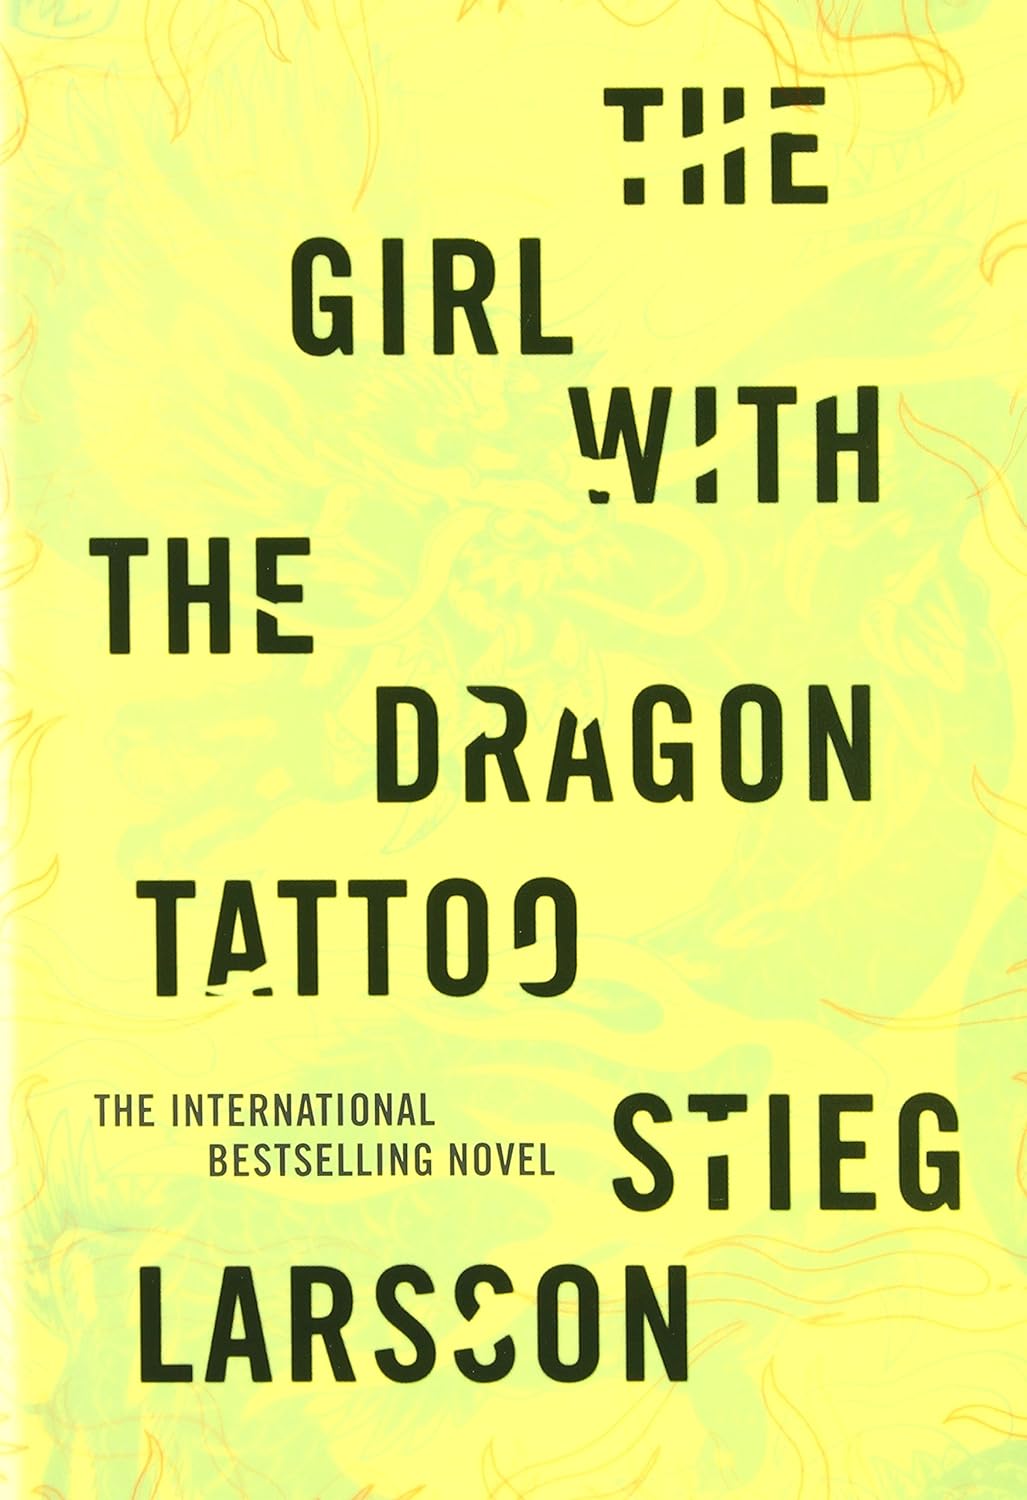 THE
GIRL
WITH
THE
DRAGON
TATTOO
THE INTERNATIONAL
BESTSELLING NOVEL
STIEG
LARSSON